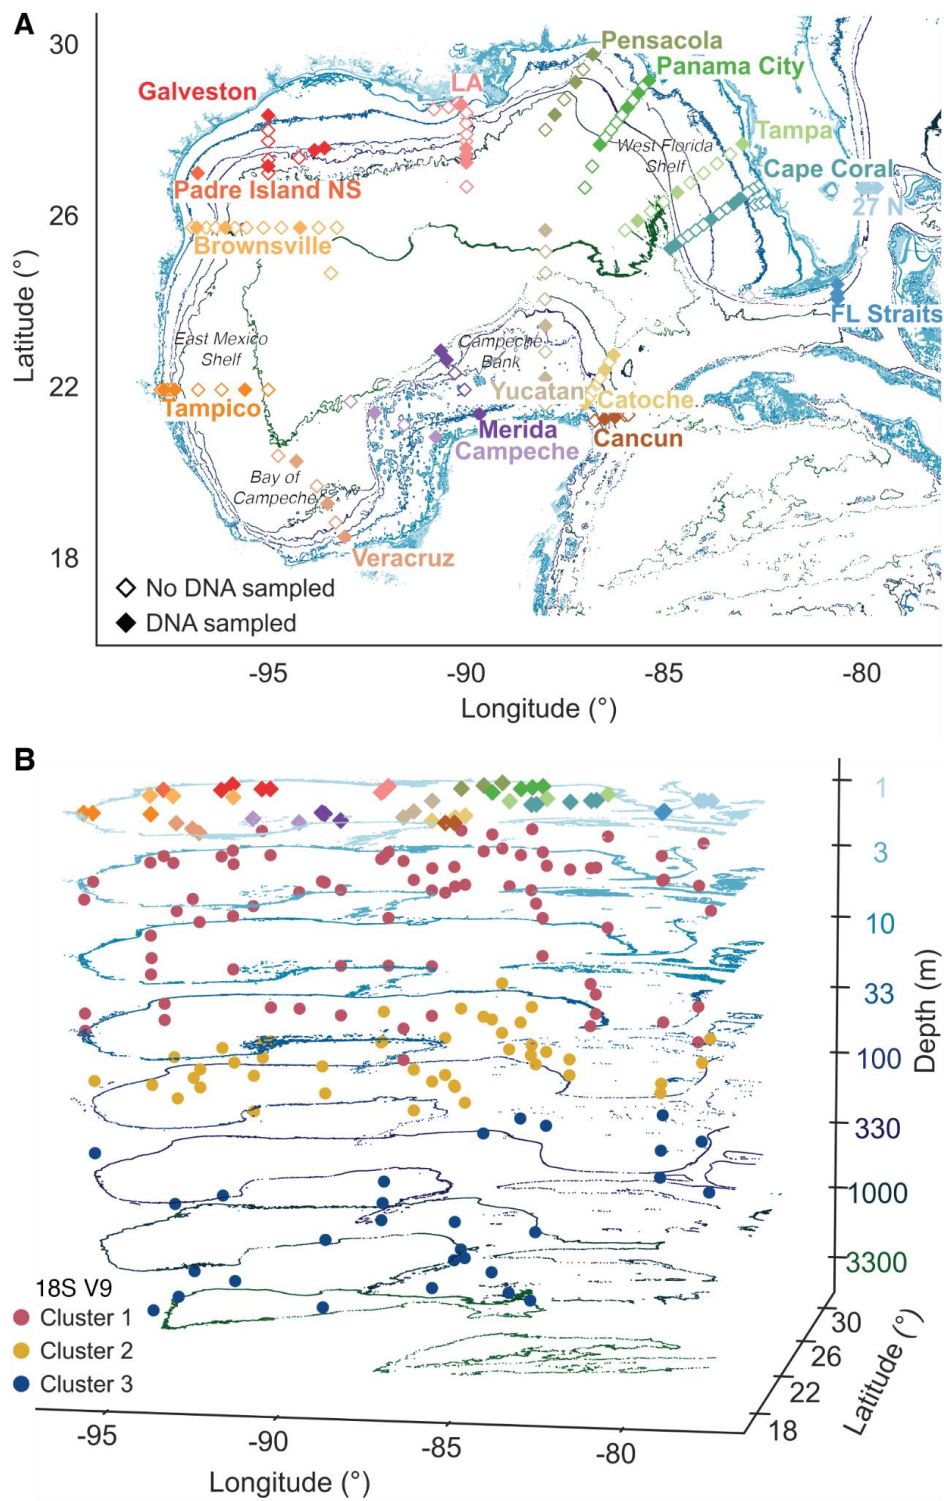 A
30
26
22
18
Latitude (°)
Pensacola
Panama City
LA
Galveston
Tampa
West Florida
Shelf
Cape Coral
Padre Island NS
27 N
Brownsville
FL Straits
East Mexico
Shelf
Campeche
Bank
Yucatan
Catoche
Tampico
Merida
Cancun
Campeche
Bay of
Campeche
Veracruz
No DNA sampled
DNA sampled
-95
-90
-85
-80
Longitude (°)
B
1
3
10
33
100
330
1000
3300
Depth (m)
18S V9
Cluster 1
Cluster 2
Cluster 3
30
26
22
18
Latitude (°)
-95
-90
-85
-80
Longitude (°)